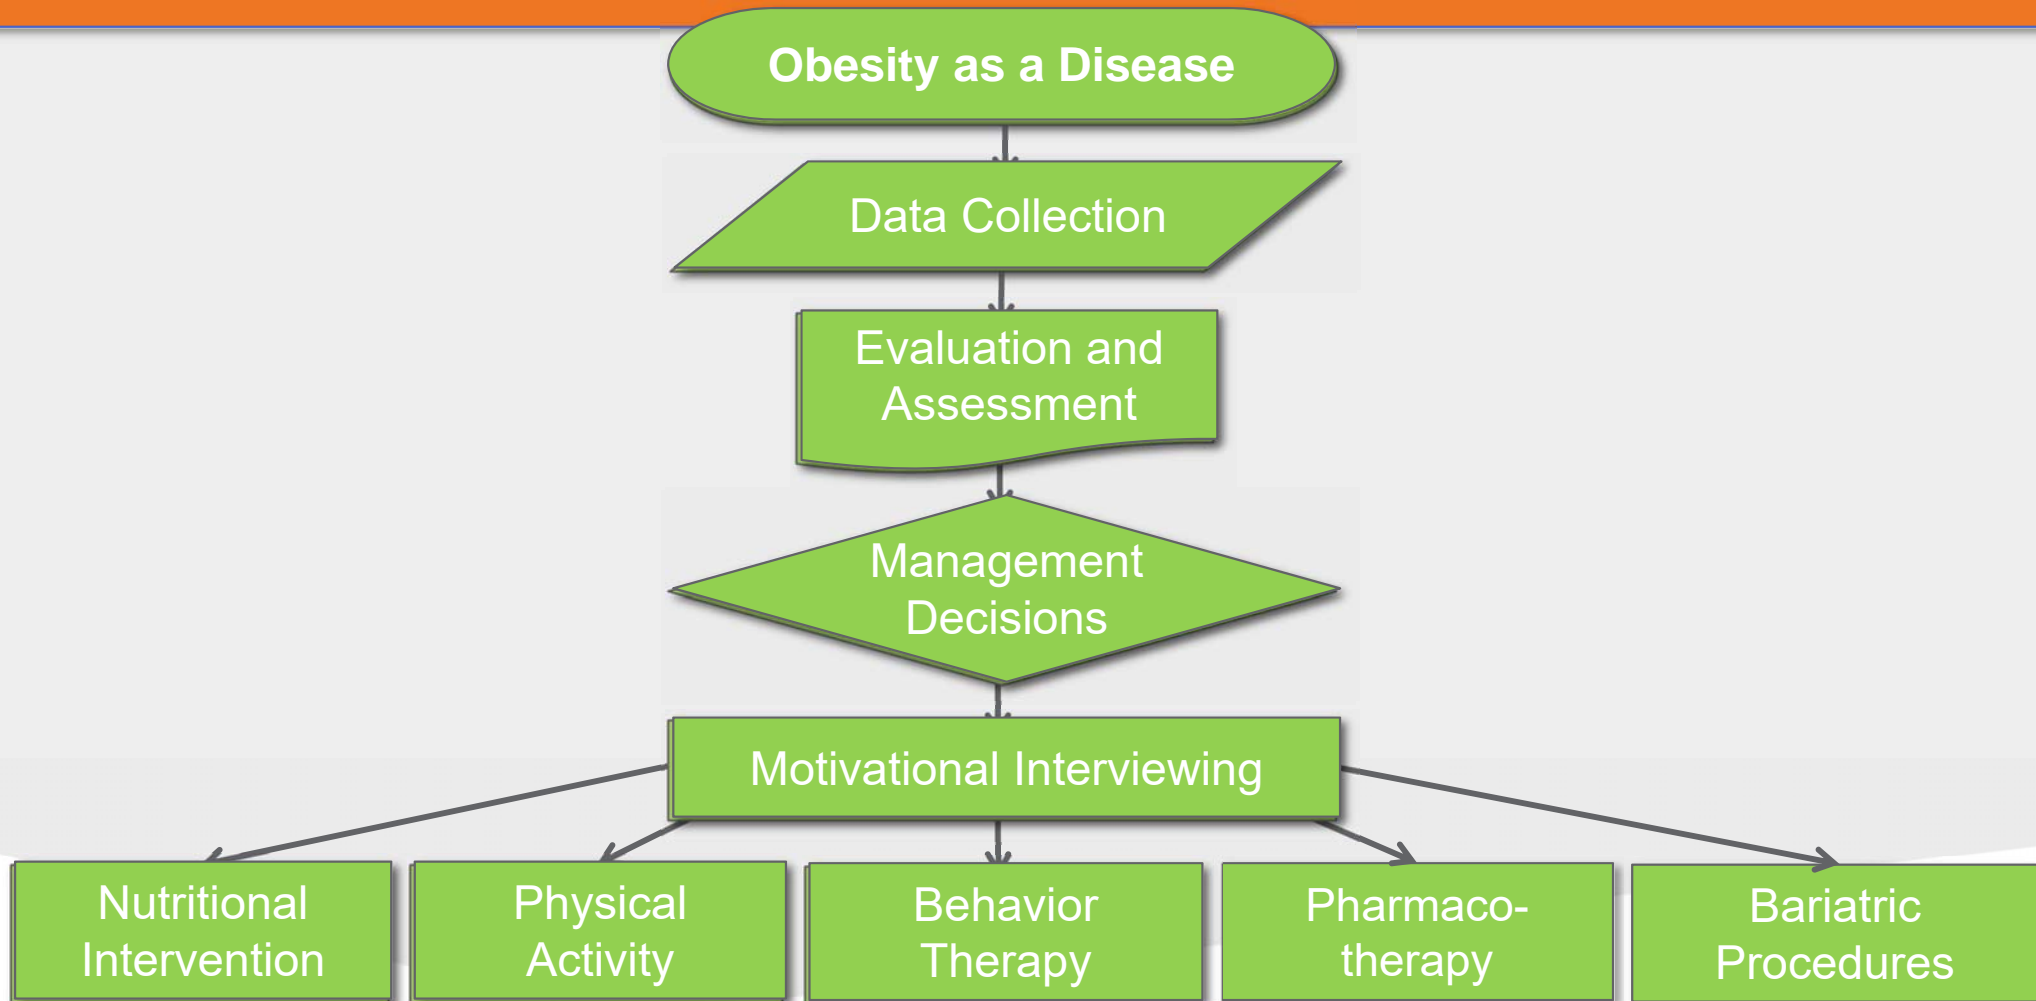 Obesity as a Disease
Data Collection
Evaluation and
Assessment
Management
Decisions
Motivational Interviewing
Nutritional
Intervention
Physical
Activity
Behavior
Therapy
Pharmaco-
therapy
Bariatric
Procedures